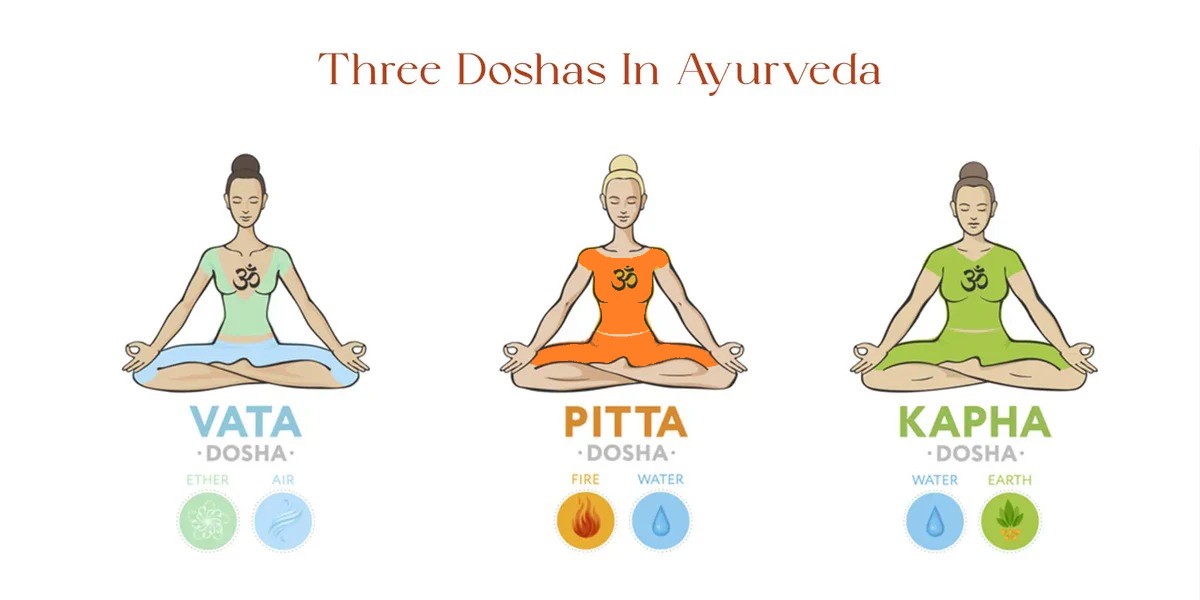 Three Doshas In Ayurveda
ॐ
ॐ
ॐ
VATA
·DOSHA·
ETHER AIR
PITTA
·DOSHA·
FIRE WATER
KAPHA
·DOSHA·
WATER EARTH